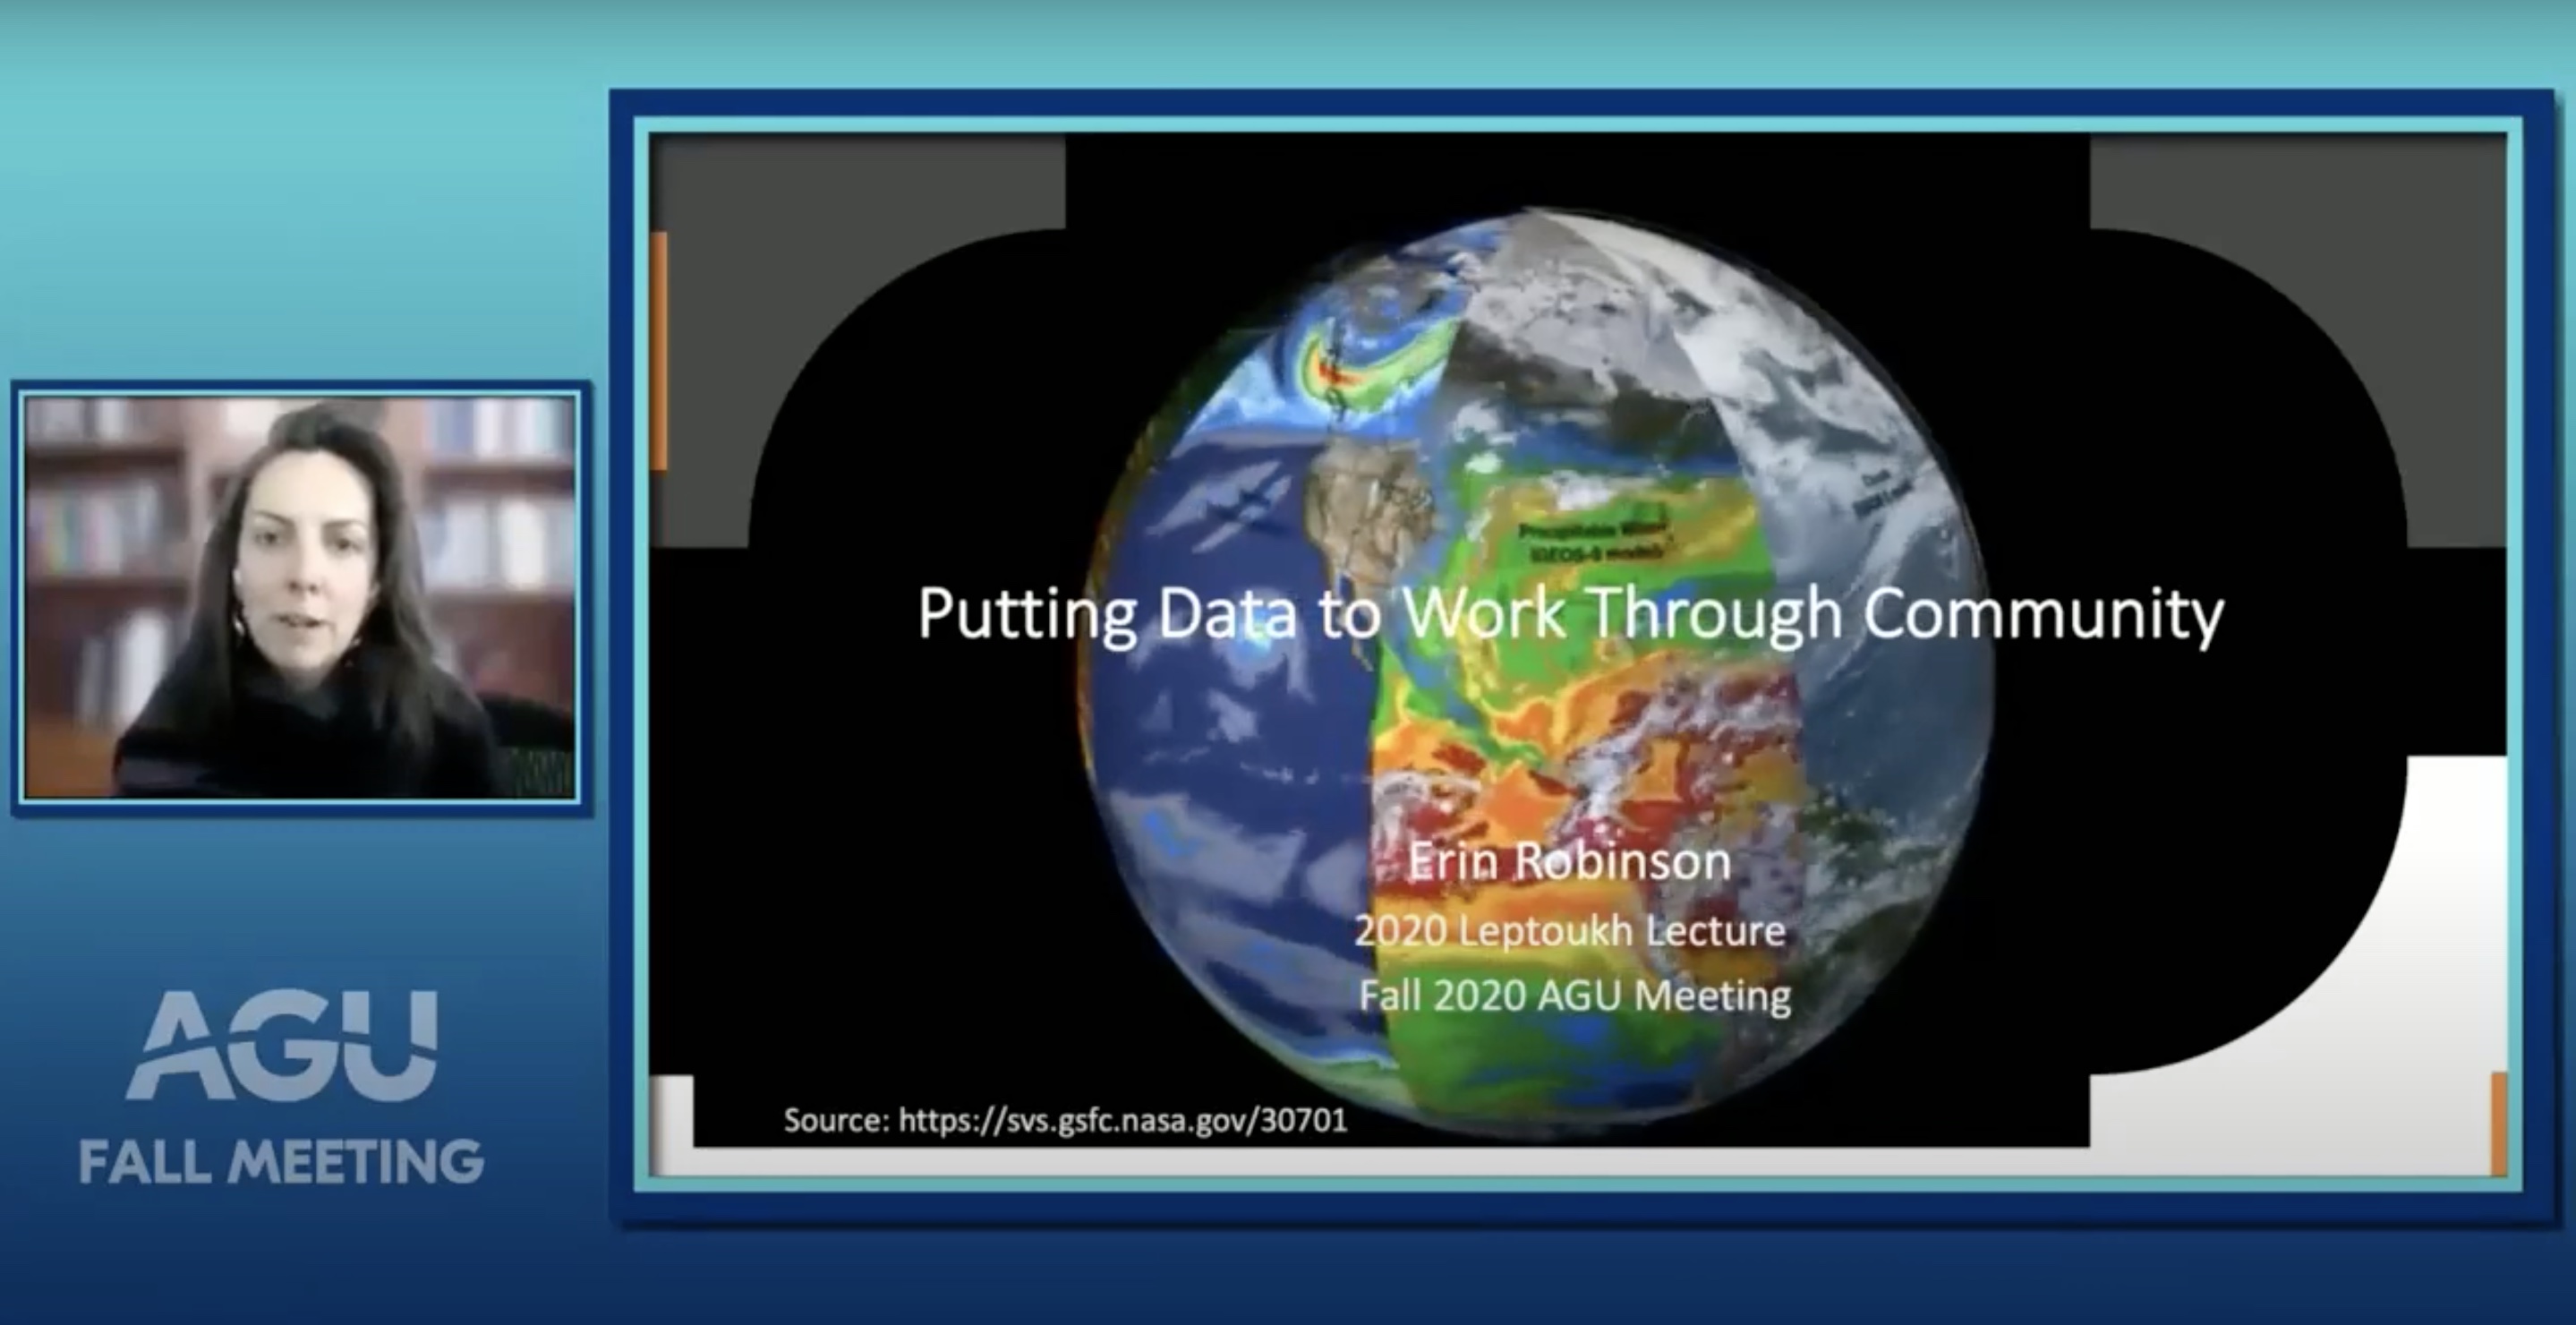 Precipitable Water
(GEOS-5 model)
Putting Data to Work Through Community
Erin Robinson
2020 Leptoukh Lecture
Fall 2020 AGU Meeting
Source: https://svs.gsfc.nasa.gov/30701
AGU
FALL MEETING